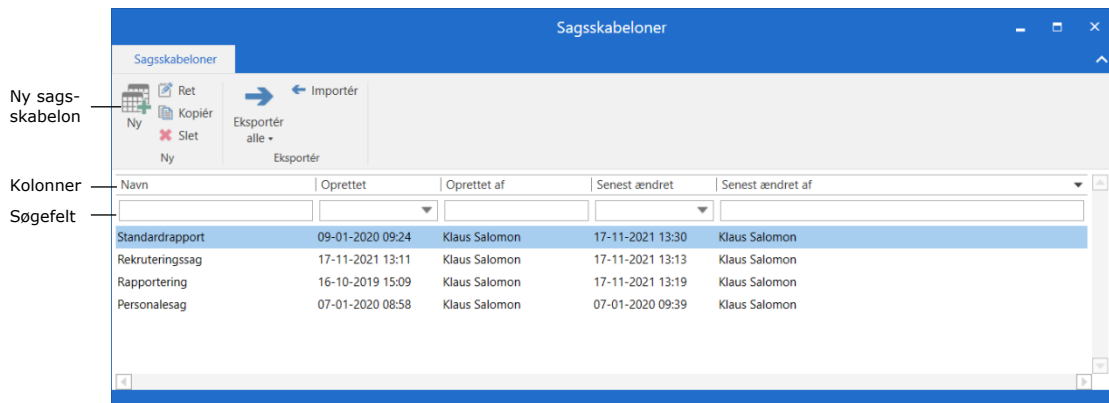 Sagsskabeloner
Sagsskabeloner
Ny sags-
skabelon
Ny
Ret
Kopiér
Slet
Ny
Eksportér
alle
Importér
Eksportér
Kolonner
Navn Oprettet Oprettet af Senest ændret Senest ændret af
Søgefelt
Standardrapport 09-01-2020 09:24 Klaus Salomon 17-11-2021 13:30 Klaus Salomon
Rekruteringssag 17-11-2021 13:11 Klaus Salomon 17-11-2021 13:13 Klaus Salomon
Rapportering 16-10-2019 15:09 Klaus Salomon 17-11-2021 13:19 Klaus Salomon
Personalesag 07-01-2020 08:58 Klaus Salomon 07-01-2020 09:39 Klaus Salomon